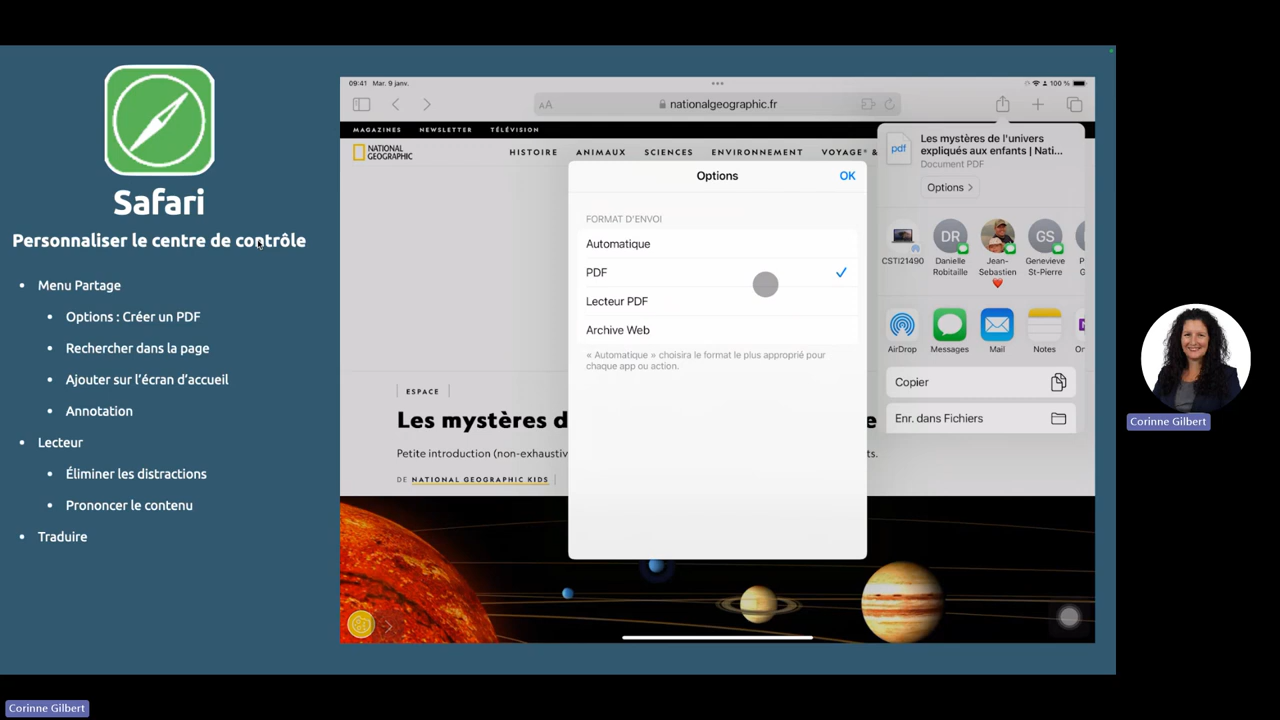 Safari
Personnaliser le centre de contrôle
• Menu Partage
• Options : Créer un PDF
• Rechercher dans la page
• Ajouter sur l'écran d'accueil
• Annotation
• Lecteur
• Éliminer les distractions
• Prononcer le contenu
• Traduire
09:41 Mar. 9 janv.
100 %
AA
nationalgeographic.fr
MAGAZINES NEWSLETTER TÉLÉVISION
NATIONAL
GEOGRAPHIC
HISTOIRE ANIMAUX SCIENCES ENVIRONNEMENT VOYAGE® &
Options
OK
FORMAT D'ENVOI
Automatique
PDF
Lecteur PDF
Archive Web
« Automatique » choisira le format le plus approprié pour
chaque app ou action.
pdf
Les mystères de l'univers
expliqués aux enfants | Nati...
Document PDF
Options >
DR
GS
CSTI21490
Danielle
Robitaille
Jean-
Sebastien
Genevieve
St-Pierre
P
G
AirDrop
Messages
Mail
Notes
On
Copier
Enr. dans Fichiers
ESPACE
Les mystères d
e
Petite introduction (non-exhaustiv
ts.
DE NATIONAL GEOGRAPHIC KIDS
Corinne Gilbert
Corinne Gilbert